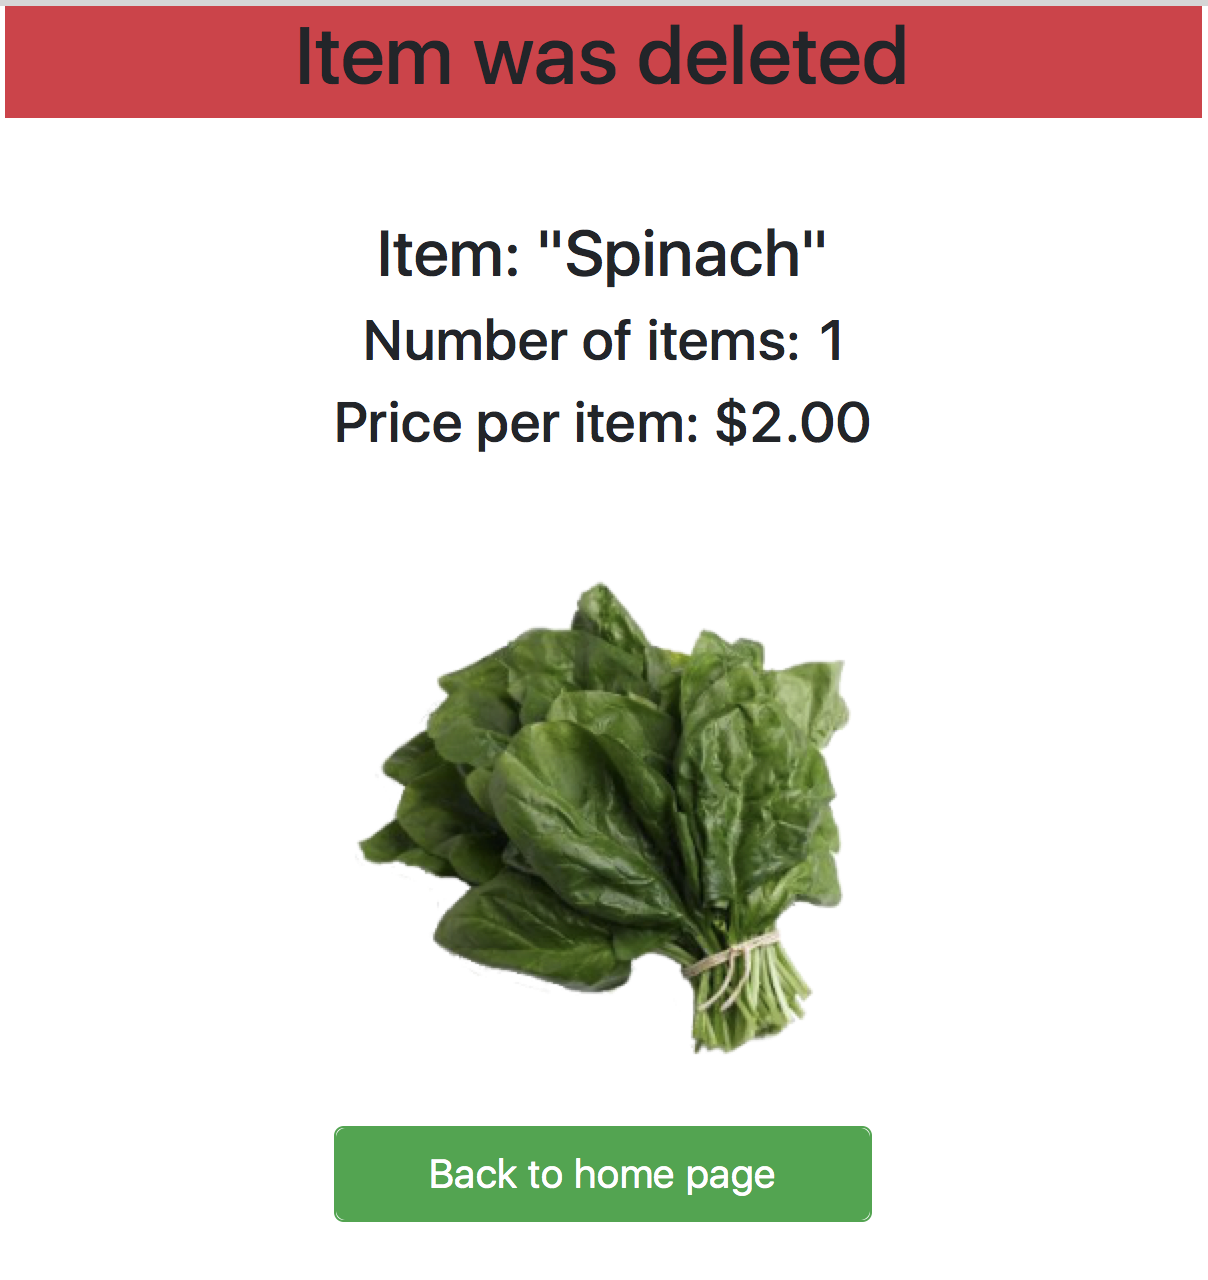 Item was deleted
Item: "Spinach"
Number of items: 1
Price per item: $2.00
Back to home page